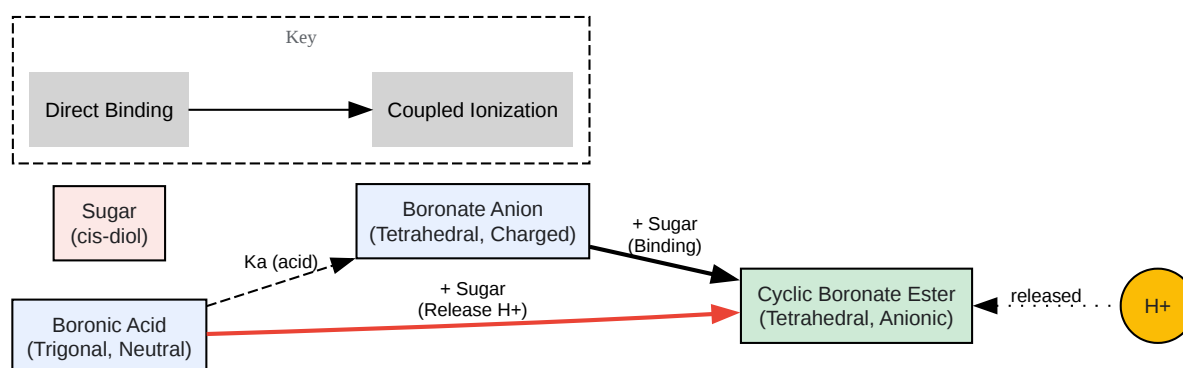 Key
Direct Binding
Coupled Ionization
Sugar
(cis-diol)
Boronate Anion
(Tetrahedral, Charged)
+ Sugar
(Binding)
Ka (acid)
+ Sugar
(Release H+)
Boronic Acid
(Trigonal, Neutral)
Cyclic Boronate Ester
(Tetrahedral, Anionic)
released
H+